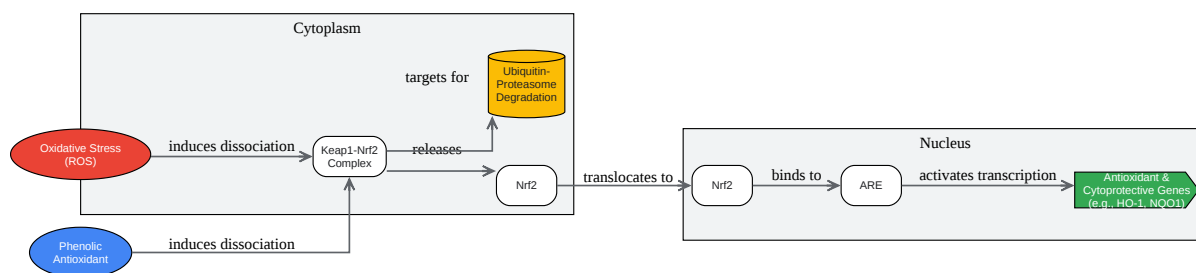 Cytoplasm
targets for
Ubiquitin-
Proteasome
Degradation
Oxidative Stress
(ROS)
induces dissociation
Keap1-Nrf2
Complex
releases
Nrf2
translocates to
Nucleus
Nrf2
binds to
ARE
activates transcription
Antioxidant &
Cytoprotective Genes
(e.g., HO-1, NQO1)
Phenolic
Antioxidant
induces dissociation